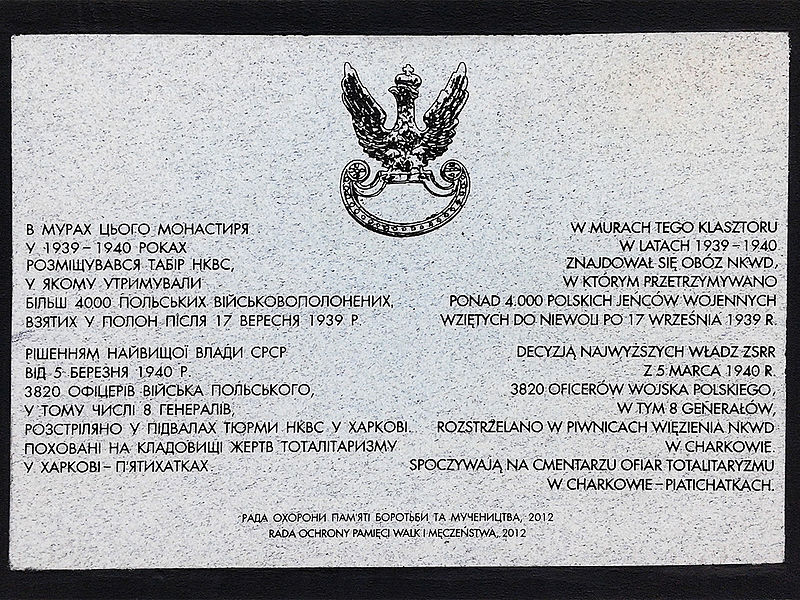 В МУРАХ ЦЬОГО МОНАСТИРЯ
У 1939 – 1940 РОКАХ
РОЗМІЩУВАВСЯ ТАБІР НКВС,
У ЯКОМУ УТРИМУВАЛИ
БІЛЬШ 4000 ПОЛЬСЬКИХ ВІЙСЬКОВОПОЛОНЕНИХ,
ВЗЯТИХ У ПОЛОН ПІСЛЯ 17 ВЕРЕСНЯ 1939 Р.
РІШЕННЯМ НАЙВИЩОЇ ВЛАДИ СРСР
ВІД 5 БЕРЕЗНЯ 1940 Р.
3820 ОФІЦЕРІВ ВІЙСЬКА ПОЛЬСЬКОГО,
У ТОМУ ЧИСЛІ 8 ГЕНЕРАЛІВ,
РОЗСТРІЛЯНО У ПІДВАЛАХ ТЮРМИ НКВС У ХАРКОВІ.
ПОХОВАНІ НА КЛАДОВИЩІ ЖЕРТВ ТОТАЛІТАРИЗМУ
У ХАРКОВІ – П'ЯТИХАТКАХ.
W MURACH TEGO KLASZTORU
W LATACH 1939 – 1940
ZNAJDOWAŁ SIĘ OBÓZ NKWD,
W KTÓRYM PRZETRZYMYWANO
PONAD 4.000 POLSKICH JEŃCÓW WOJENNYCH
WZIĘTYCH DO NIEWOLI PO 17 WRZEŚNIA 1939 R.
DECYZJĄ NAJWYŻSZYCH WŁADZ ZSRR
Z 5 MARCA 1940 R.
3820 OFICERÓW WOJSKA POLSKIEGO,
W TYM 8 GENERAŁÓW,
ROZSTRZELANO W PIWNICACH WIĘZIENIA NKWD
W CHARKOWIE.
SPOCZYWAJĄ NA CMENTARZU OFIAR TOTALITARYZMU
W CHARKOWIE – PIATICHATKACH.
РАДА ОХОРОНИ ПАМ'ЯТІ БОРОТЬБИ ТА МУЧЕНИЦТВА, 2012
RADA OCHRONY PAMIĘCI WALK I MĘCZEŃSTWA, 2012